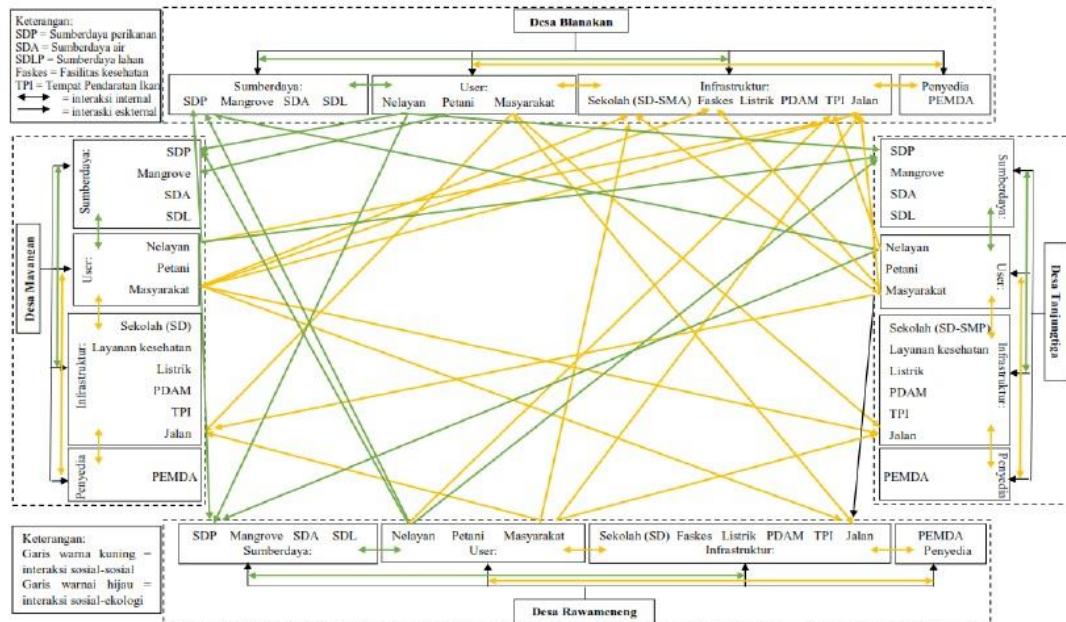 Keterangan:
SDP = Sumberdaya perikanan
SDA = Sumberdaya air
SDLP = Sumberdaya lahan
Faskes = Fasilitas kesehatan
TPI = Tempat Pendaratan Ikan
= interaksi internal
= interaski eskternal
Desa Blanakan
Sumberdaya:
SDP Mangrove SDA SDL
User:
Nelayan Petani Masyarakat
Infrastruktur:
Sekolah (SD-SMA) Faskes Listrik PDAM TPI Jalan
Penyedia
PEMDA
Desa Mayangan
Sumberdaya:
SDP
Mangrove
SDA
SDL
User:
Nelayan
Petani
Masyarakat
Infrastruktur:
Sekolah (SD)
Layanan kesehatan
Listrik
PDAM
TPI
Jalan
Penyedia
PEMDA
SDP
Mangrove
SDA
SDL
Sumberdaya:
Nelayan
Petani
Masyarakat
User:
Sekolah (SD-SMP)
Layanan kesehatan
Listrik
PDAM
TPI
Jalan
Infrastruktur:
PEMDA
Penyedia
Desa Tanjungtiga
Keterangan:
Garis warna kuning =
interaksi sosial-sosial
Garis warnai hijau =
interaksi sosial-ekologi
SDP Mangrove SDA SDL
Sumberdaya:
Nelayan Petani Masyarakat
User:
Sekolah (SD) Faskes Listrik PDAM TPI Jalan
Infrastruktur:
PEMDA
Penyedia
Desa Rawameneng